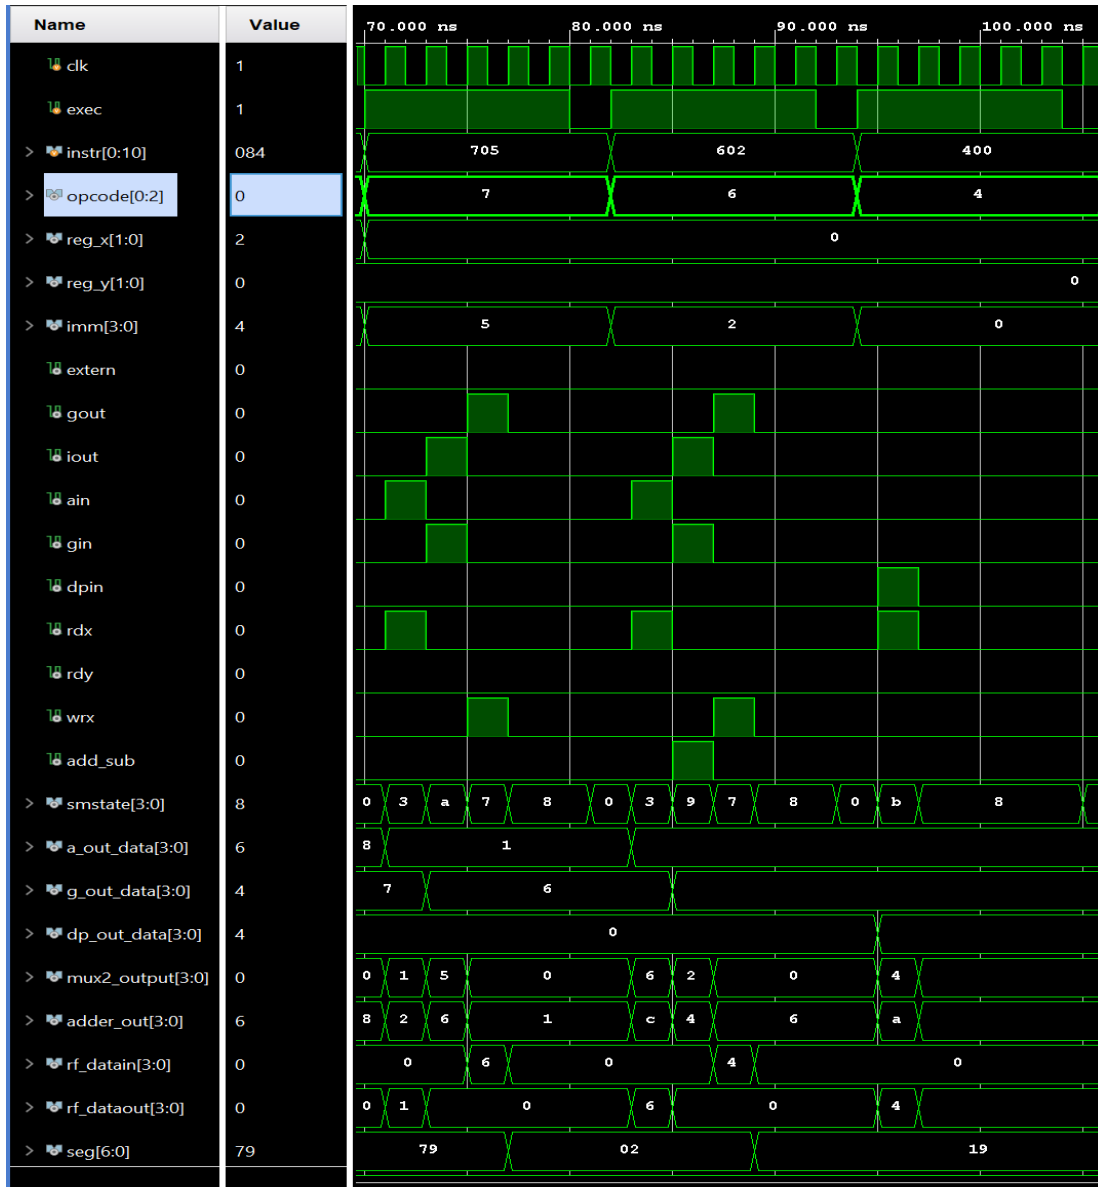 Name Value 70.000 ns 80.000 ns 90.000 ns 100.000 ns
clk 1
exec 1
instr[0:10] 084 705 602 400
opcode[0:2] 0 7 6 4
reg_x[1:0] 2 0
reg_y[1:0] 0 0
imm[3:0] 4 5 2 0
extern 0
gout 0
iout 0
ain 0
gin 0
dpin 0
rdx 0
rdy 0
wrx 0
add_sub 0
smstate[3:0] 8 0 3 a 7 8 0 3 9 7 8 0 b 8
a_out_data[3:0] 6 8 1
g_out_data[3:0] 4 7 6
dp_out_data[3:0] 4 0
mux2_output[3:0] 0 0 1 5 0 6 2 0 4
adder_out[3:0] 6 8 2 6 1 c 4 6 a
rf_datain[3:0] 0 0 6 0 4 0
rf_dataout[3:0] 0 0 1 0 6 0 4
seg[6:0] 79 79 02 19